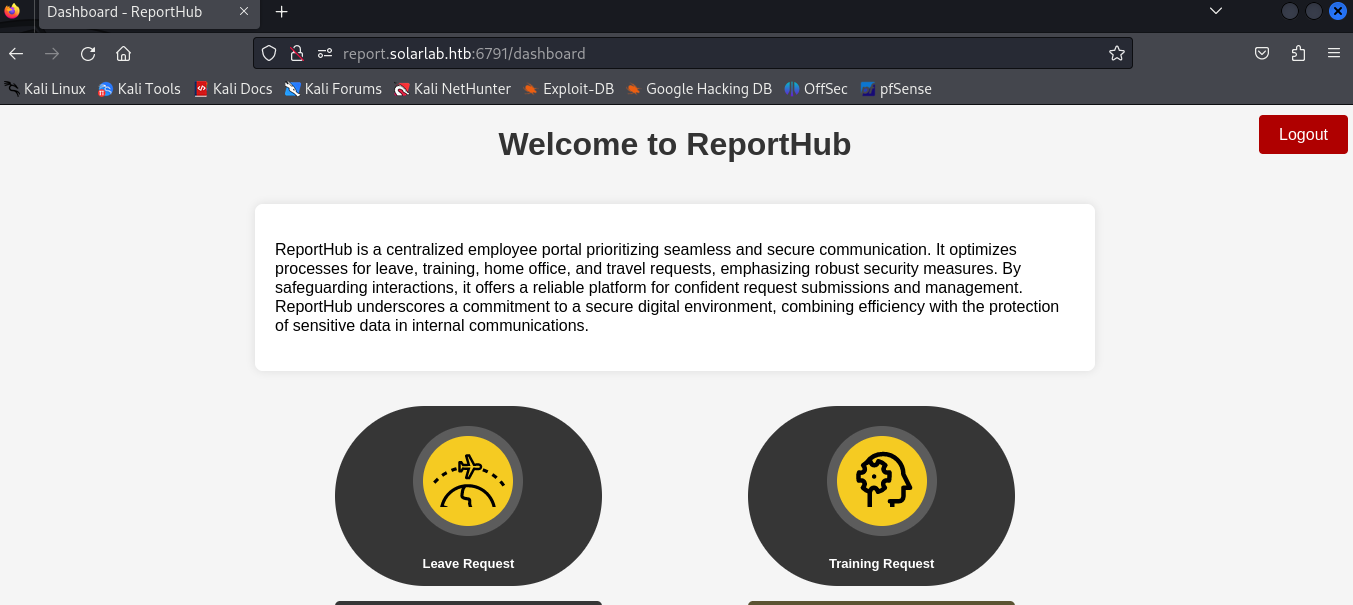 Dashboard - ReportHub
report.solarlab.htb:6791/dashboard
Kali Linux Kali Tools Kali Docs Kali Forums Kali NetHunter Exploit-DB Google Hacking DB OffSec pfSense
Logout
Welcome to ReportHub
ReportHub is a centralized employee portal prioritizing seamless and secure communication. It optimizes
processes for leave, training, home office, and travel requests, emphasizing robust security measures. By
safeguarding interactions, it offers a reliable platform for confident request submissions and management.
ReportHub underscores a commitment to a secure digital environment, combining efficiency with the protection
of sensitive data in internal communications.
Leave Request Training Request